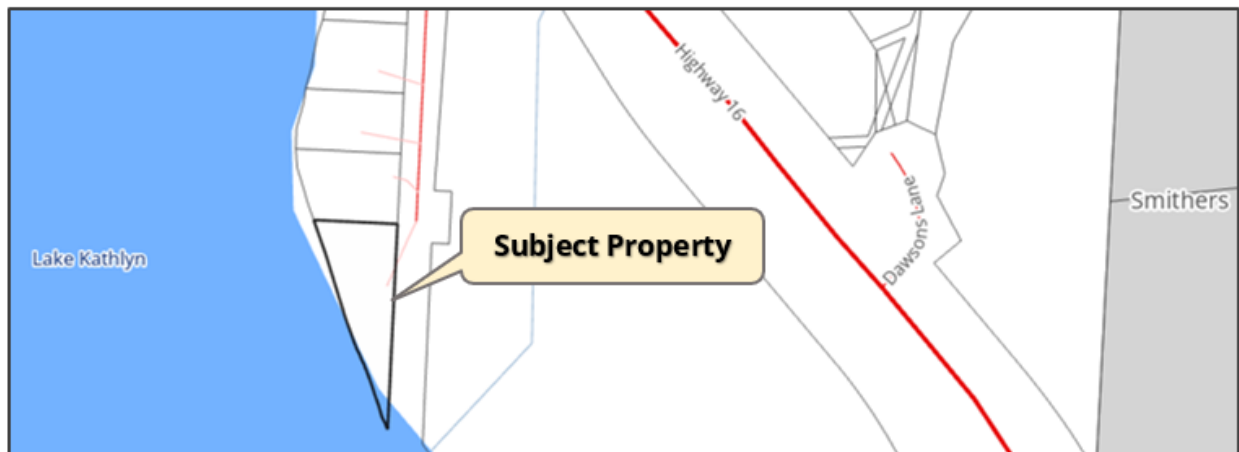 Highway 16
Smithers
Dawsons Lane
Subject Property
Lake Kathlyn